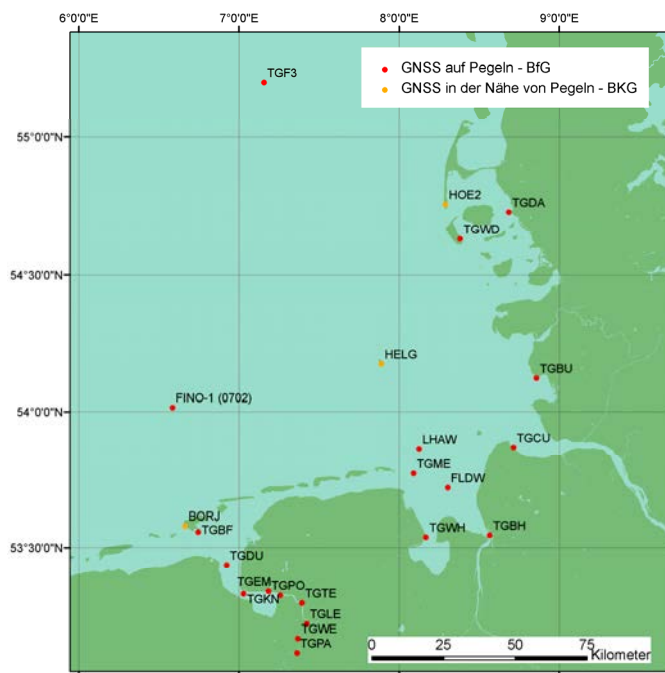 6°0'0"E 7°0'0"E 8°0'0"E 9°0'0"E
GNSS auf Pegeln - BfG
GNSS in der Nähe von Pegeln - BKG
TGF3
55°0'0"N
HOE2
TGDA
TGWD
54°30'0"N
HELG
TGBU
FINO-1 (0702)
54°0'0"N
LHAW
TGCU
TGME
FLDW
BORJ
TGBF
TGWH
TGBH
53°30'0"N
TGDU
TGEM
TGPO
TGKN
TGTE
TGLE
TGWE
TGPA
0 25 50 75
Kilometer